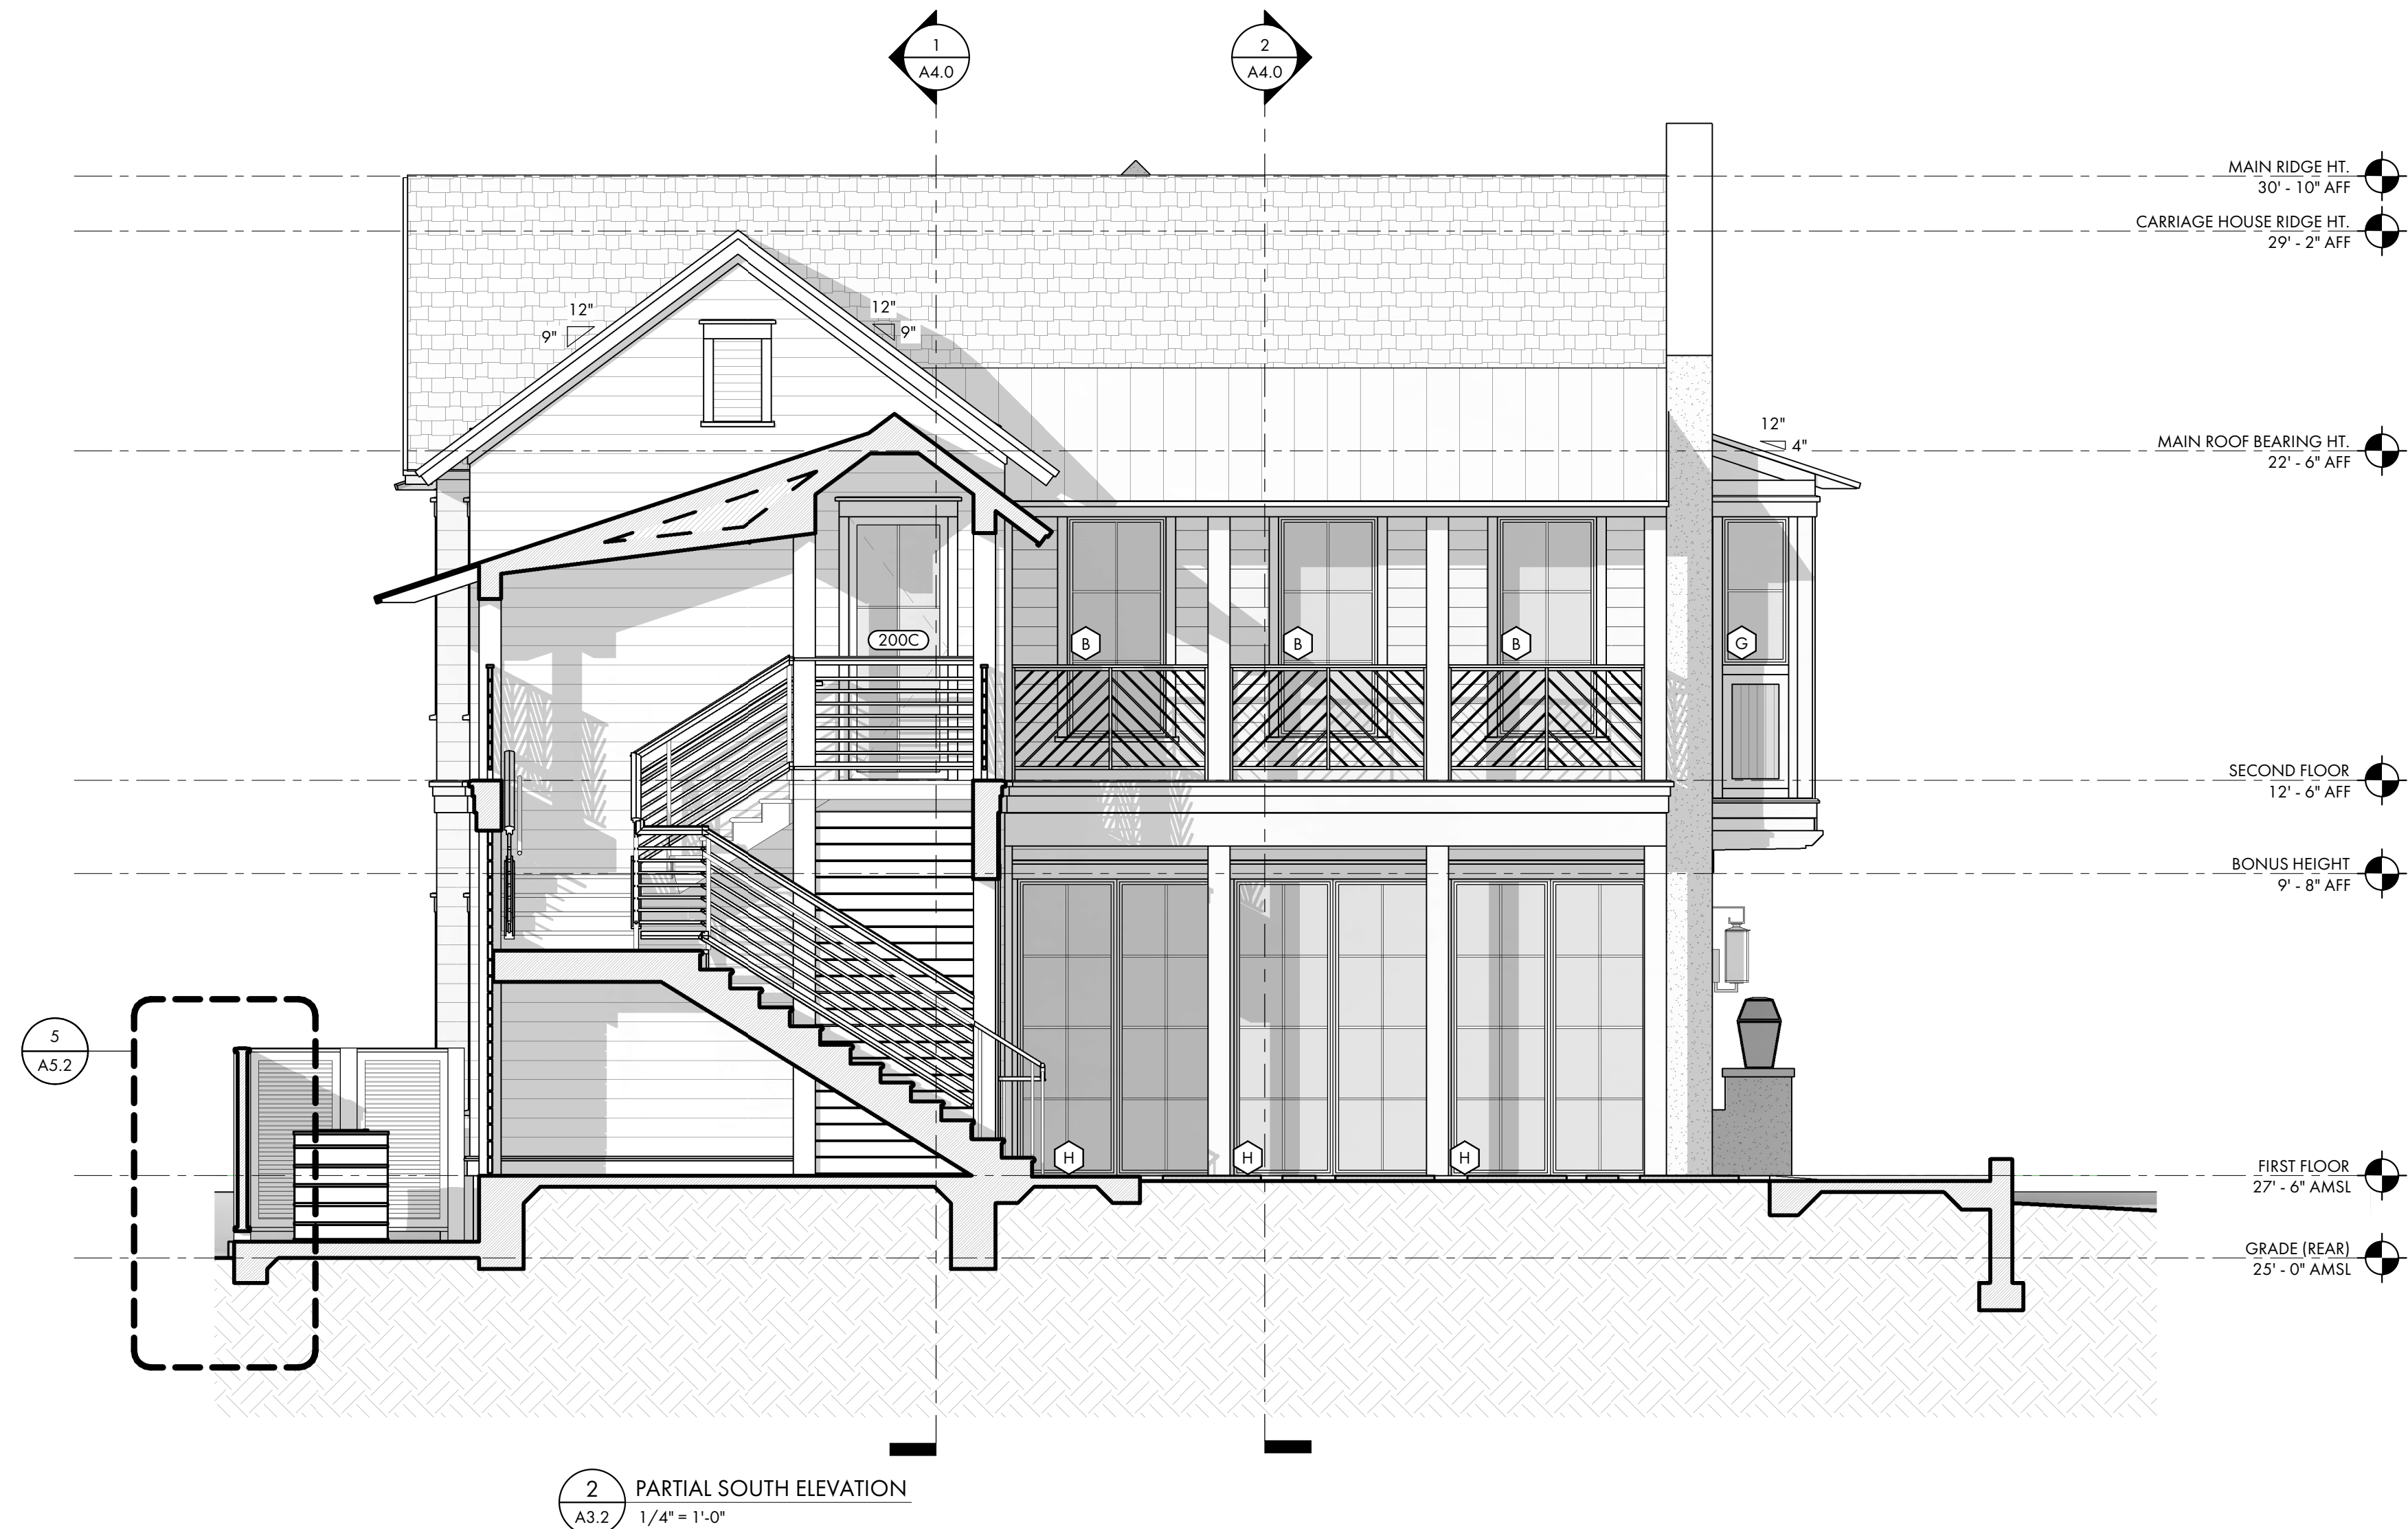 1
A4.0
2
A4.0
MAIN RIDGE HT.
30' - 10" AFF
CARRIAGE HOUSE RIDGE HT.
29' - 2" AFF
12"
9"
12"
9"
12"
4"
MAIN ROOF BEARING HT.
22' - 6" AFF
200C
B
B
B
G
SECOND FLOOR
12' - 6" AFF
BONUS HEIGHT
9' - 8" AFF
5
A5.2
H
H
H
FIRST FLOOR
27' - 6" AMSL
GRADE (REAR)
25' - 0" AMSL
2
A3.2
PARTIAL SOUTH ELEVATION
1/4" = 1'-0"